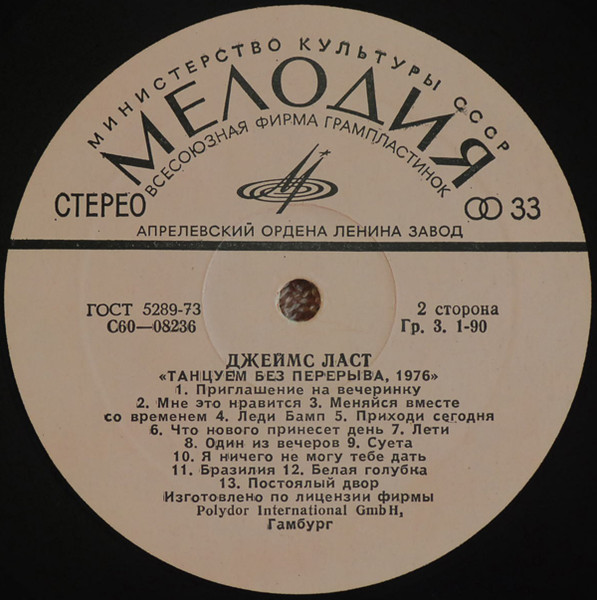 МИНИСТЕРСТВО КУЛЬТУРЫ СССР
МЕЛОДИЯ
ВСЕСОЮЗНАЯ ФИРМА ГРАМПЛАСТИНОК
СТЕРЕО
33
АПРЕЛЕВСКИЙ ОРДЕНА ЛЕНИНА ЗАВОД
ГОСТ 5289-73
С60—08236
2 сторона
Гр. 3. 1-90
ДЖЕЙМС ЛАСТ
«ТАНЦУЕМ БЕЗ ПЕРЕРЫВА, 1976»
1. Приглашение на вечеринку
2. Мне это нравится 3. Меняйся вместе
со временем 4. Леди Бамп 5. Приходи сегодня
6. Что нового принесет день 7. Лети
8. Один из вечеров 9. Суета
10. Я ничего не могу тебе дать
11. Бразилия 12. Белая голубка
13. Постоялый двор
Изготовлено по лицензии фирмы
Polydor International GmbH,
Гамбург